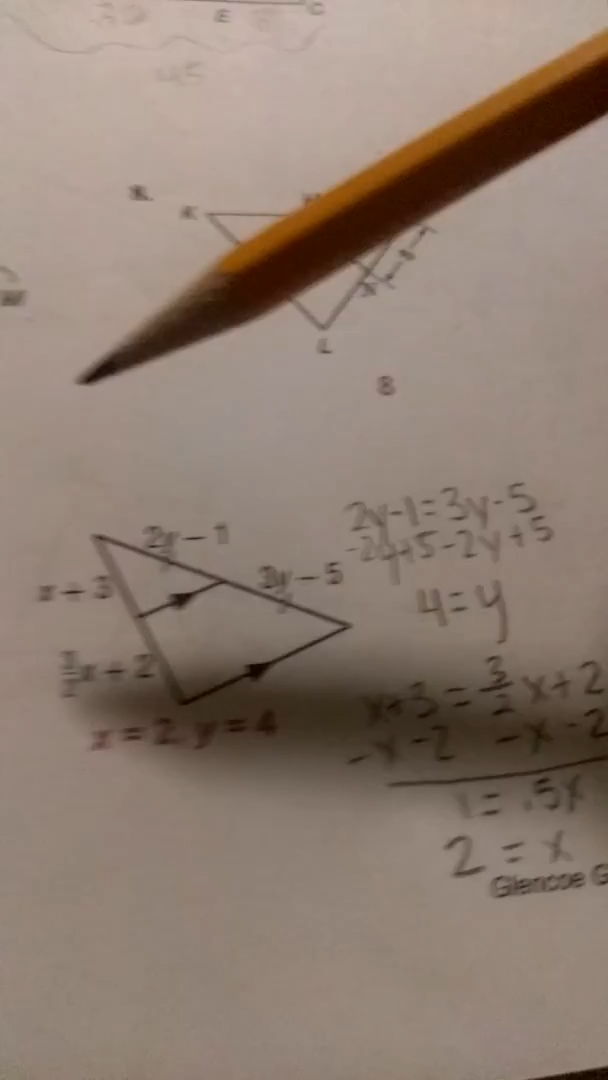 E
45
8.
K
L
8
2y-1=3y-5
-2y+5-2y+5
4=y
2y-1
3y-5
x+3
3/2x+2
x=2, y=4
x+3=3/2x+2
-x-2 -x-2
1=.5x
2=x
Glencoe G